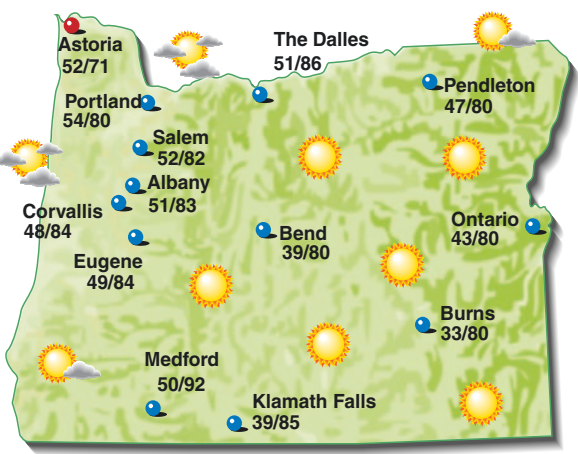 Astoria
52/71
The Dalles
51/86
Pendleton
47/80
Portland
54/80
Salem
52/82
Albany
51/83
Corvallis
48/84
Eugene
49/84
Bend
39/80
Ontario
43/80
Burns
33/80
Medford
50/92
Klamath Falls
39/85